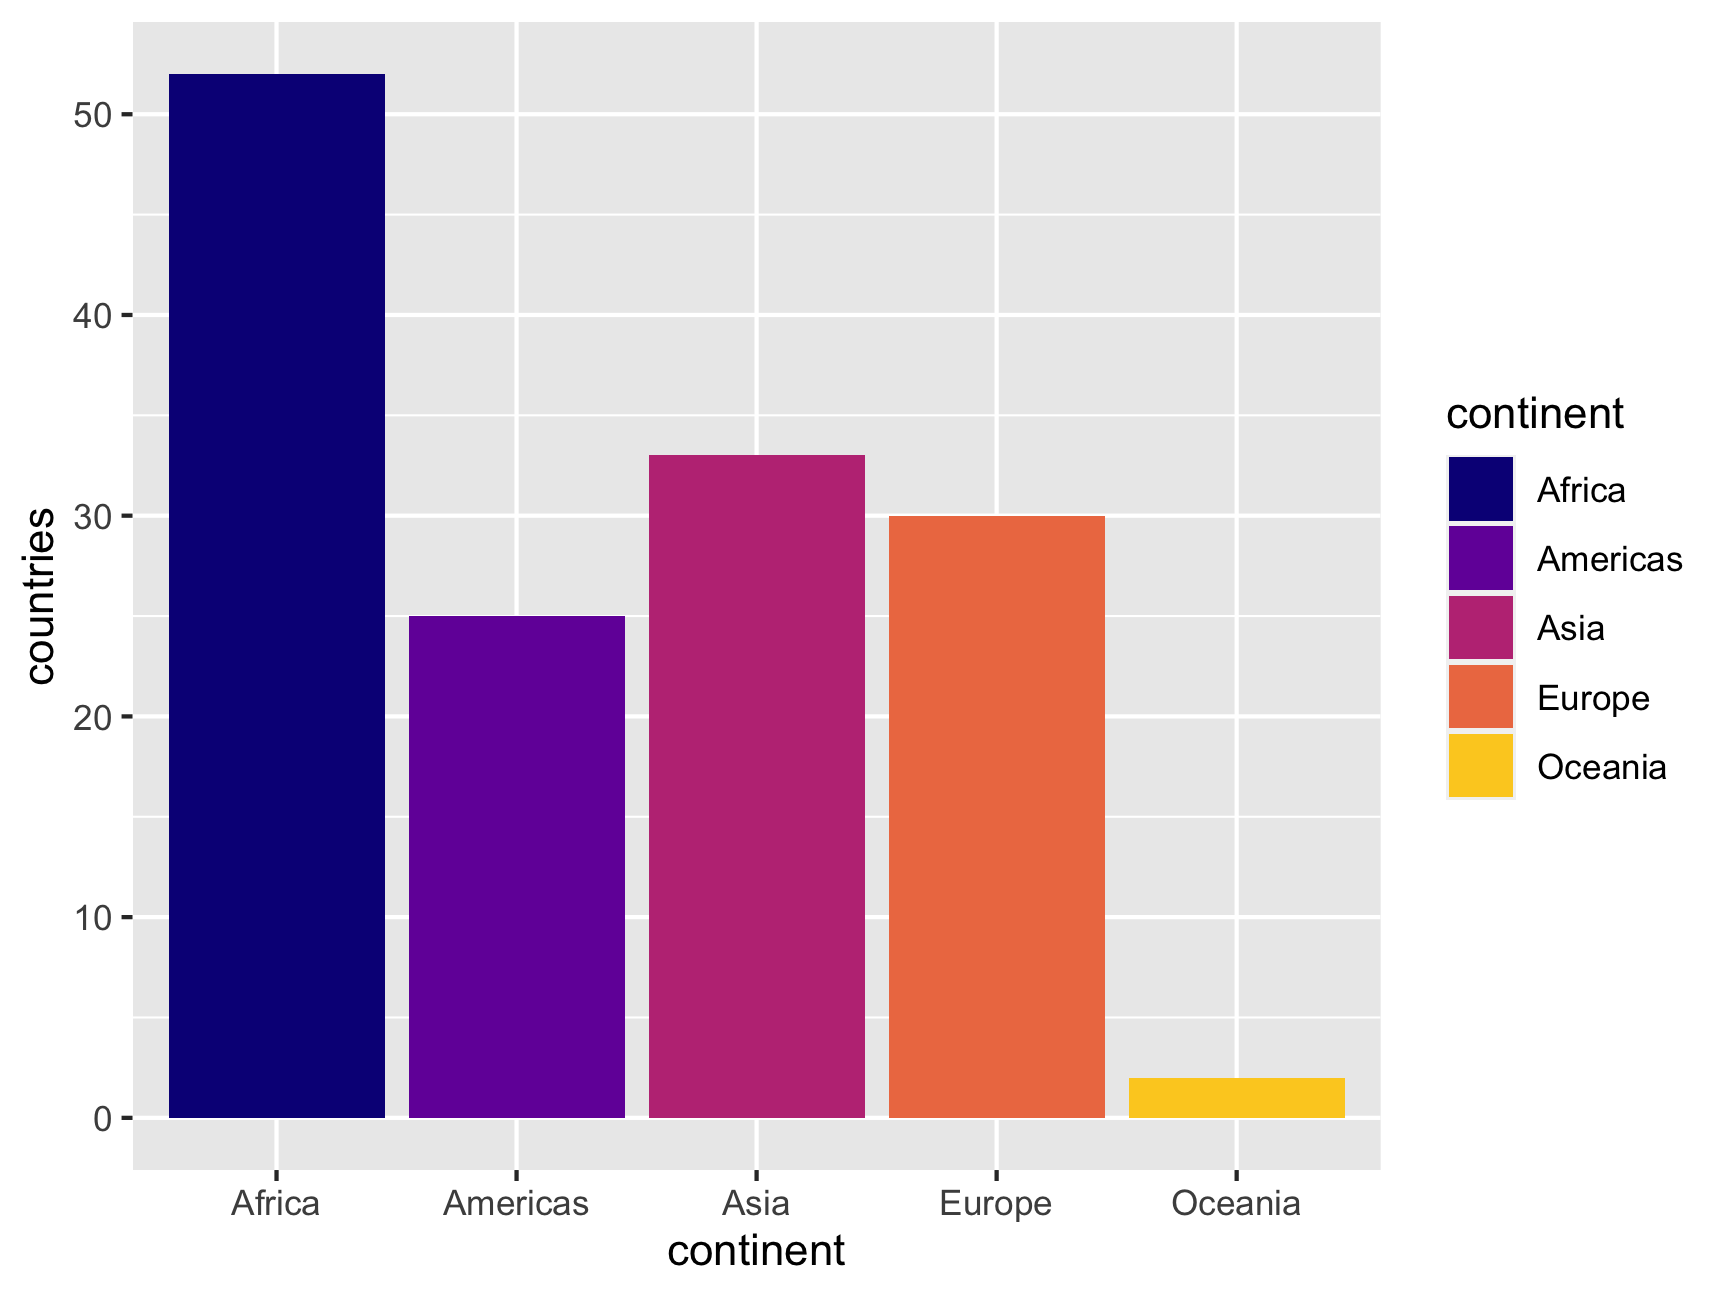 countries
50
40
30
20
10
0
Africa Americas Asia Europe Oceania
continent
continent
Africa
Americas
Asia
Europe
Oceania